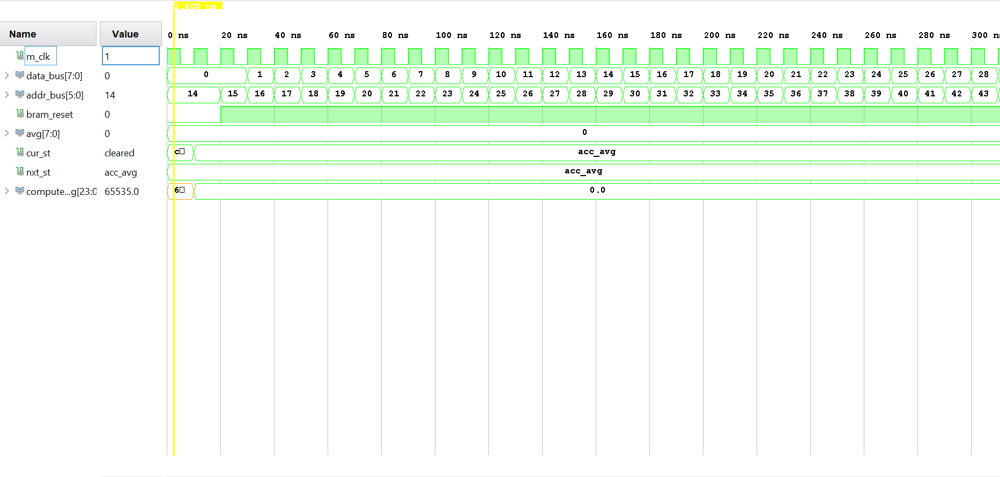 2.600 ns
Name Value 0 ns 20 ns 40 ns 60 ns 80 ns 100 ns 120 ns 140 ns 160 ns 180 ns 200 ns 220 ns 240 ns 260 ns 280 ns 300 ns
m_clk 1
data_bus[7:0] 0 0 1 2 3 4 5 6 7 8 9 10 11 12 13 14 15 16 17 18 19 20 21 22 23 24 25 26 27 28
addr_bus[5:0] 14 14 15 16 17 18 19 20 21 22 23 24 25 26 27 28 29 30 31 32 33 34 35 36 37 38 39 40 41 42 43
bram_reset 0
avg[7:0] 0 0
cur_st cleared c□ acc_avg
nxt_st acc_avg acc_avg
compute...g[23:0 65535.0 6□ 0.0